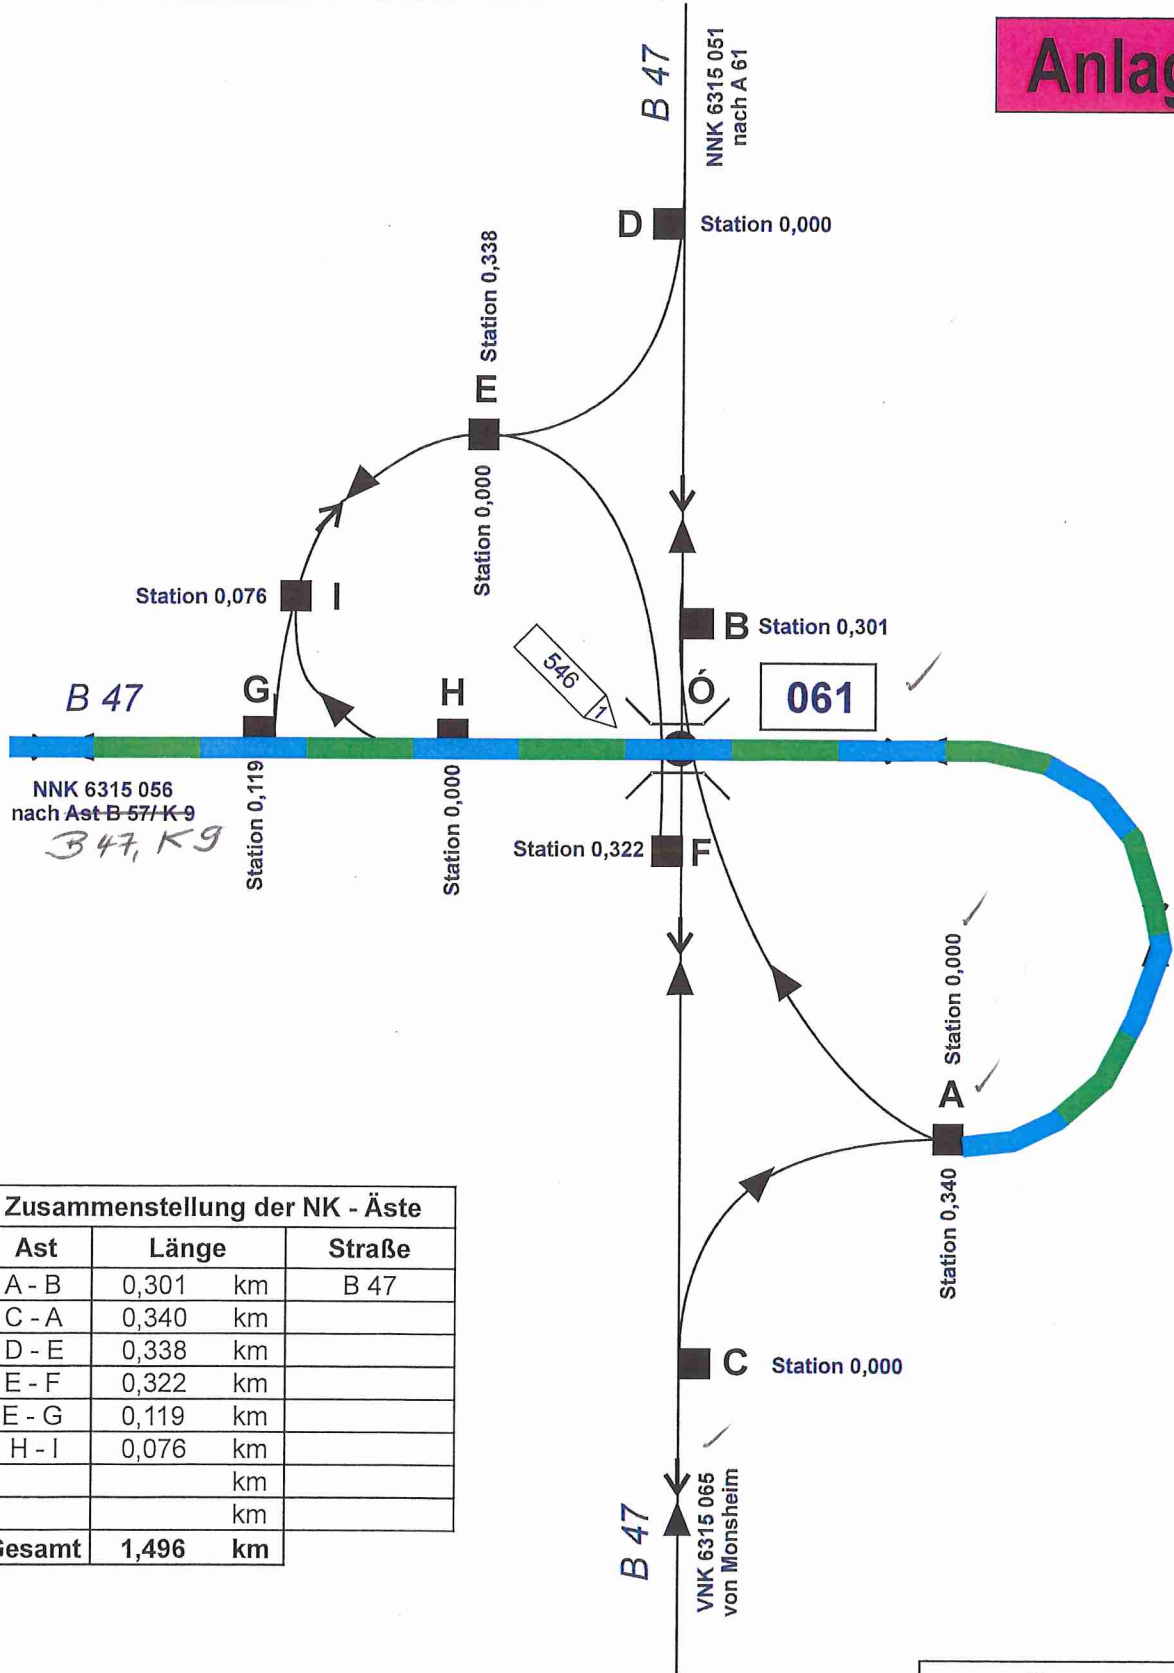 Anlag
B 47
NNK 6315 051
nach A 61
D
Station 0,000
Station 0,338
E
Station 0,000
Station 0,076
I
B
Station 0,301
546
1
Ó
061
B 47
G
H
NNK 6315 056
nach Ast B 57/ K 9
B 47, K 9
Station 0,119
Station 0,000
Station 0,322
F
Station 0,000
A
Station 0,340
Zusammenstellung der NK - Äste
Ast Länge Straße
A - B 0,301 km B 47
C - A 0,340 km
D - E 0,338 km
E - F 0,322 km
E - G 0,119 km
H - I 0,076 km
km
km
Gesamt 1,496 km
C
Station 0,000
B 47
VNK 6315 065
von Monsheim